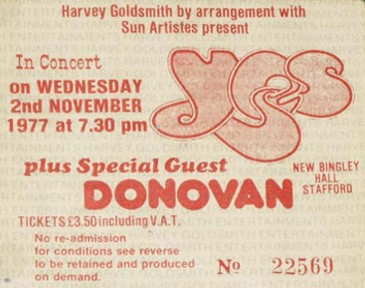 Harvey Goldsmith by arrangement with
Sun Artistes present
In Concert
on WEDNESDAY
2nd NOVEMBER
1977 at 7.30 pm
yes
plus Special Guest
DONOVAN
NEW BINGLEY
HALL
STAFFORD
TICKETS £3.50 including V.A.T.
No re-admission
for conditions see reverse
to be retained and produced
on demand.
No 22569